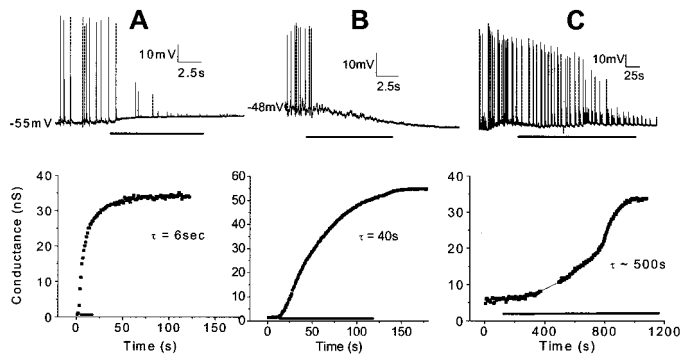 A
B
C
10mV
2.5s
10mV
2.5s
10mV
25s
-55mV
-48mV
Conductance (nS)
40
30
20
10
0
τ = 6sec
0 50 100 150
Time (s)
60
50
40
30
20
10
0
τ = 40s
0 50 100 150
Time (s)
40
30
20
10
0
τ ~ 500s
0 400 800 1200
Time (s)